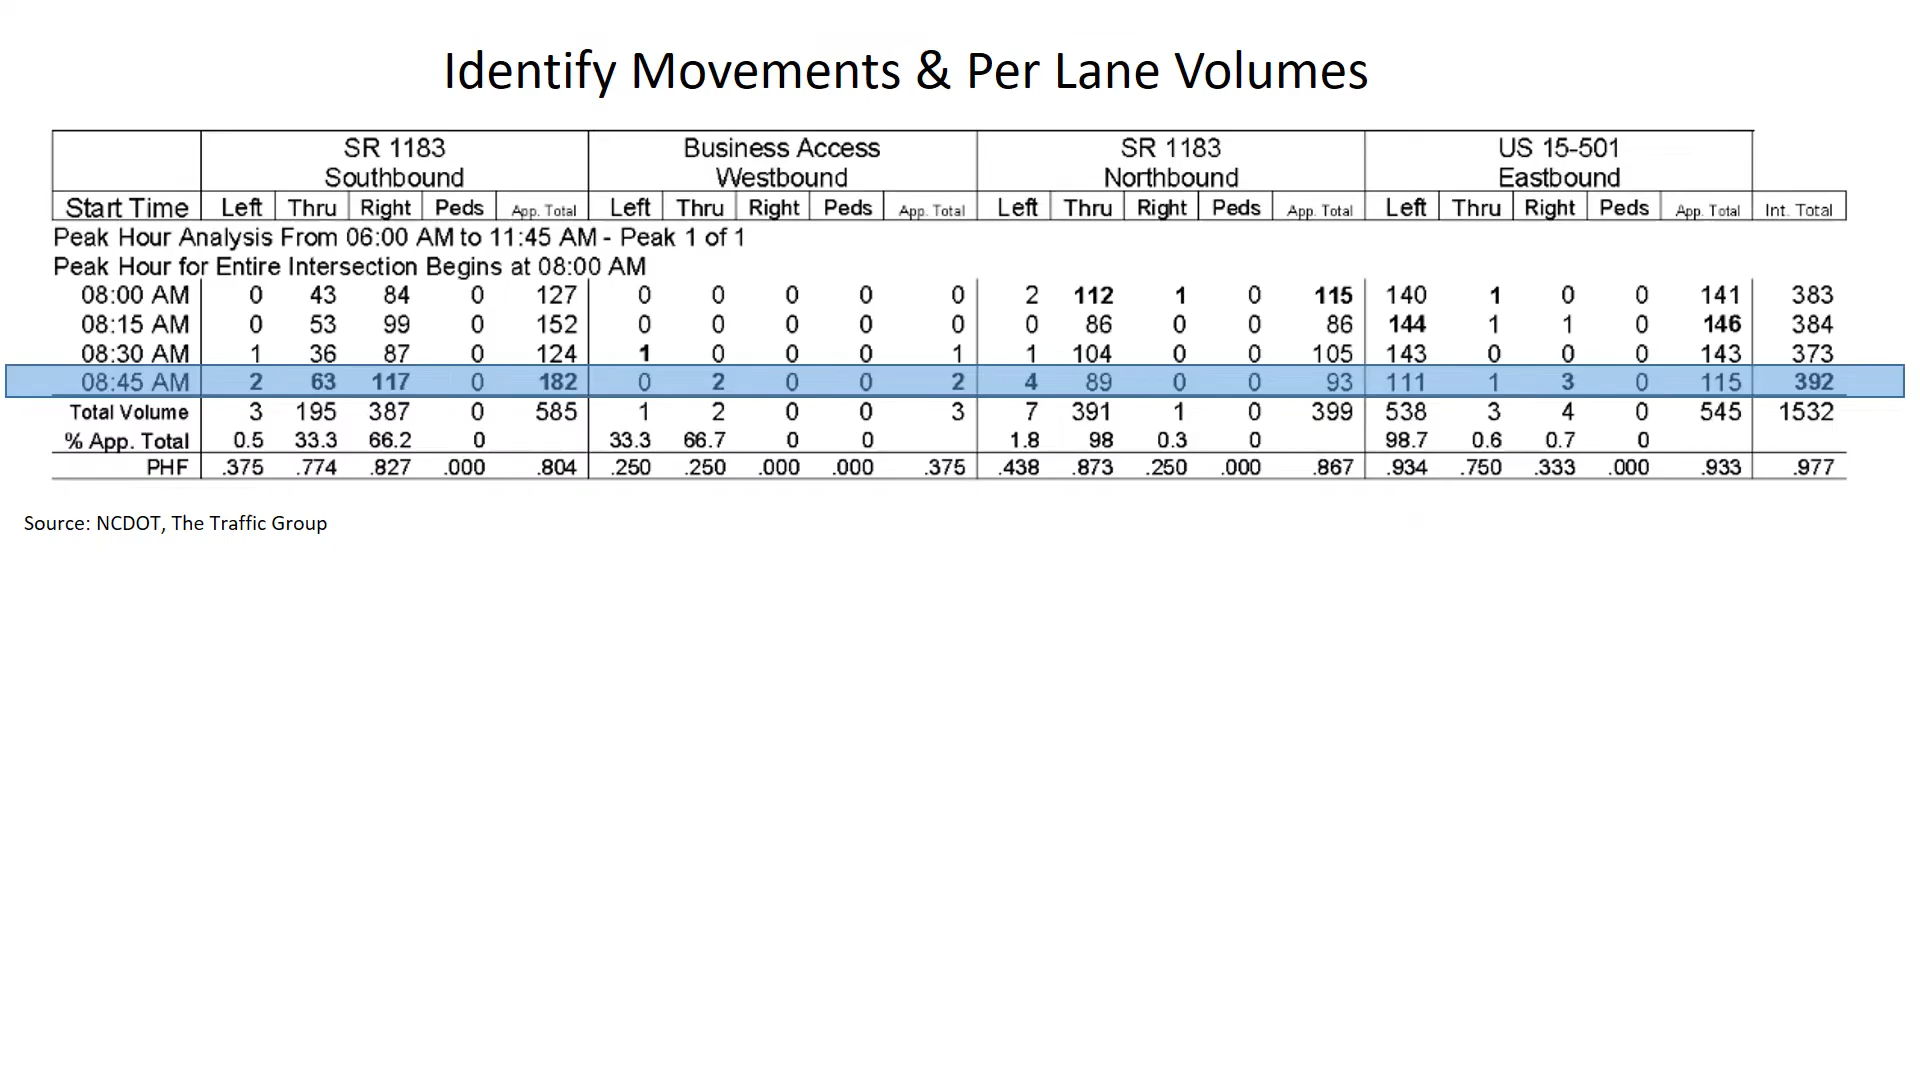 Identify Movements & Per Lane Volumes
SR 1183 Business Access SR 1183 US 15-501
Southbound Westbound Northbound Eastbound
Start Time Left Thru Right Peds App. Total Left Thru Right Peds App. Total Left Thru Right Peds App. Total Left Thru Right Peds App. Total Int. Total
Peak Hour Analysis From 06:00 AM to 11:45 AM - Peak 1 of 1
Peak Hour for Entire Intersection Begins at 08:00 AM
08:00 AM 0 43 84 0 127 0 0 0 0 0 2 112 1 0 115 140 1 0 0 141 383
08:15 AM 0 53 99 0 152 0 0 0 0 0 0 86 0 0 86 144 1 1 0 146 384
08:30 AM 1 36 87 0 124 1 0 0 0 1 1 104 0 0 105 143 0 0 0 143 373
08:45 AM 2 63 117 0 182 0 2 0 0 2 4 89 0 0 93 111 1 3 0 115 392
Total Volume 3 195 387 0 585 1 2 0 0 3 7 391 1 0 399 538 3 4 0 545 1532
% App. Total 0.5 33.3 66.2 0 33.3 66.7 0 0 1.8 98 0.3 0 98.7 0.6 0.7 0
PHF .375 .774 .827 .000 .804 .250 .250 .000 .000 .375 .438 .873 .250 .000 .867 .934 .750 .333 .000 .933 .977
Source: NCDOT, The Traffic Group